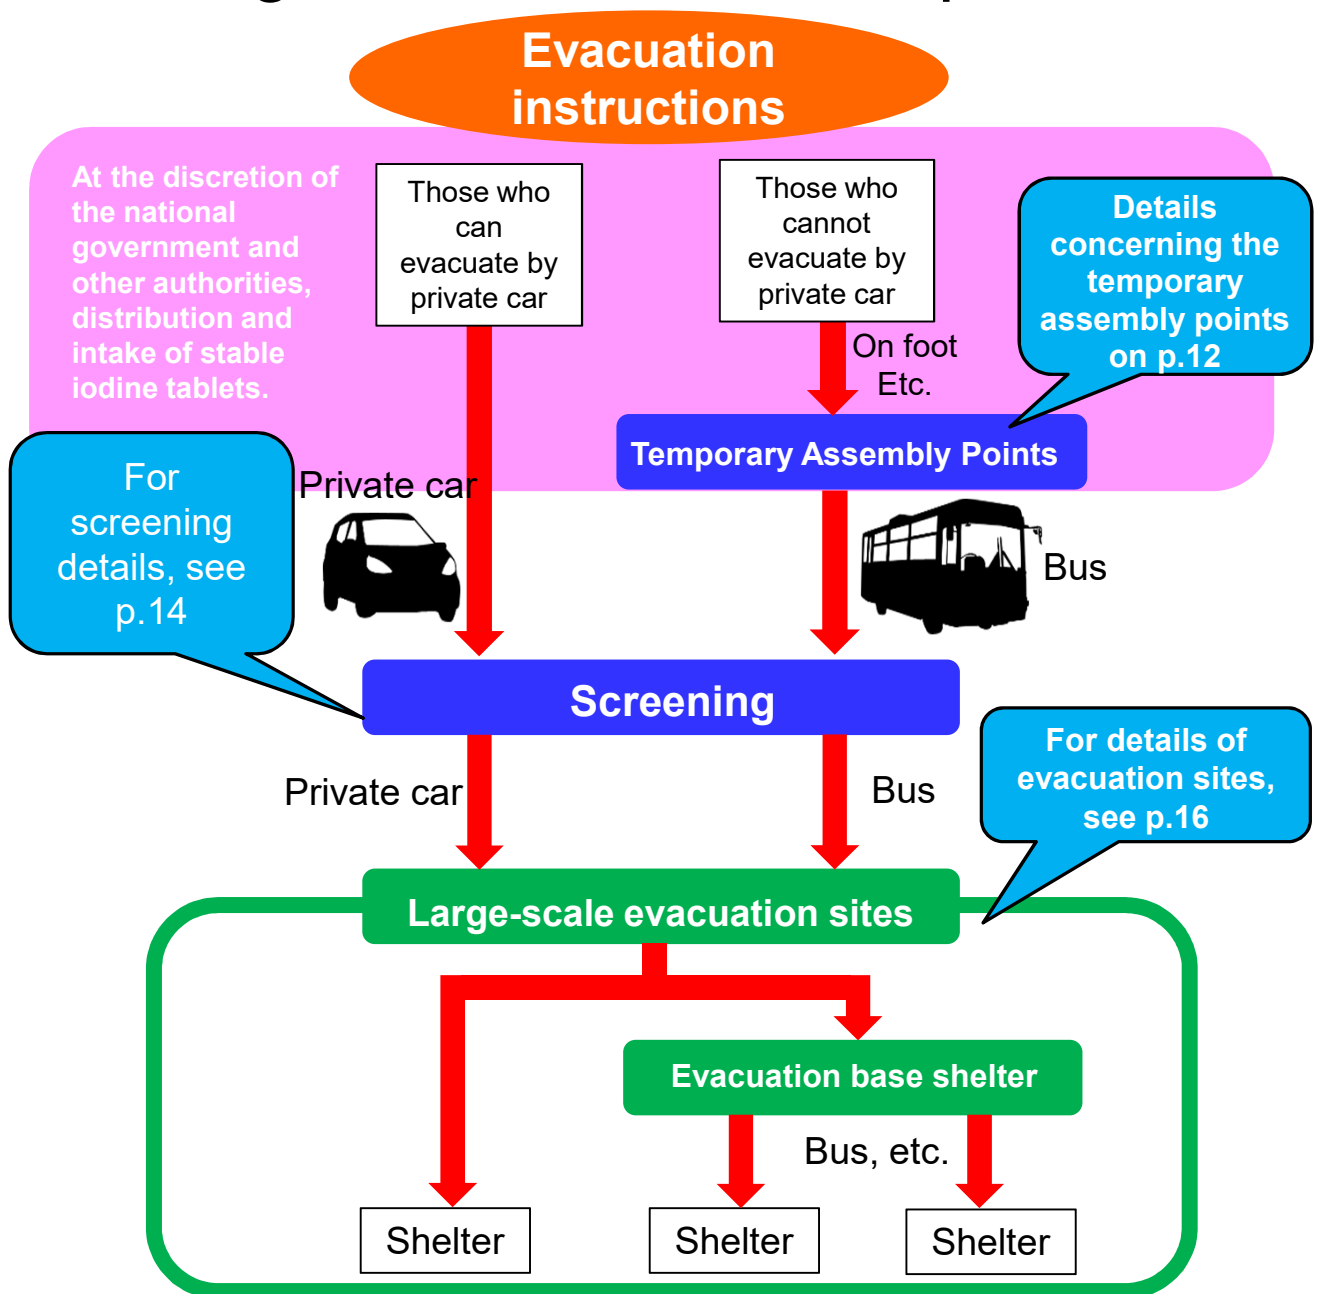 Evacuation
instructions
At the discretion of
the national
government and
other authorities,
distribution and
intake of stable
iodine tablets.
Those who
can
evacuate by
private car
Those who
cannot
evacuate by
private car
Details
concerning the
temporary
assembly points
on p.12
On foot
Etc.
Temporary Assembly Points
For
screening
details, see
p.14
Private car
Bus
Screening
Private car
Bus
For details of
evacuation sites,
see p.16
Large-scale evacuation sites
Evacuation base shelter
Bus, etc.
Shelter
Shelter
Shelter